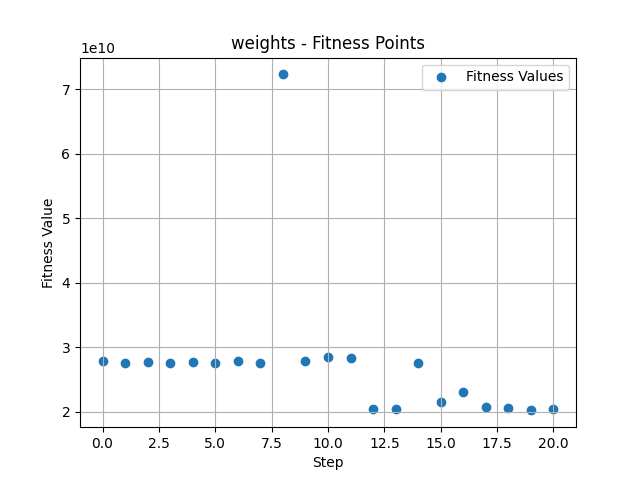 weights - Fitness Points
1e10
Fitness Values
7
6
5
4
3
2
Fitness Value
0.0 2.5 5.0 7.5 10.0 12.5 15.0 17.5 20.0
Step